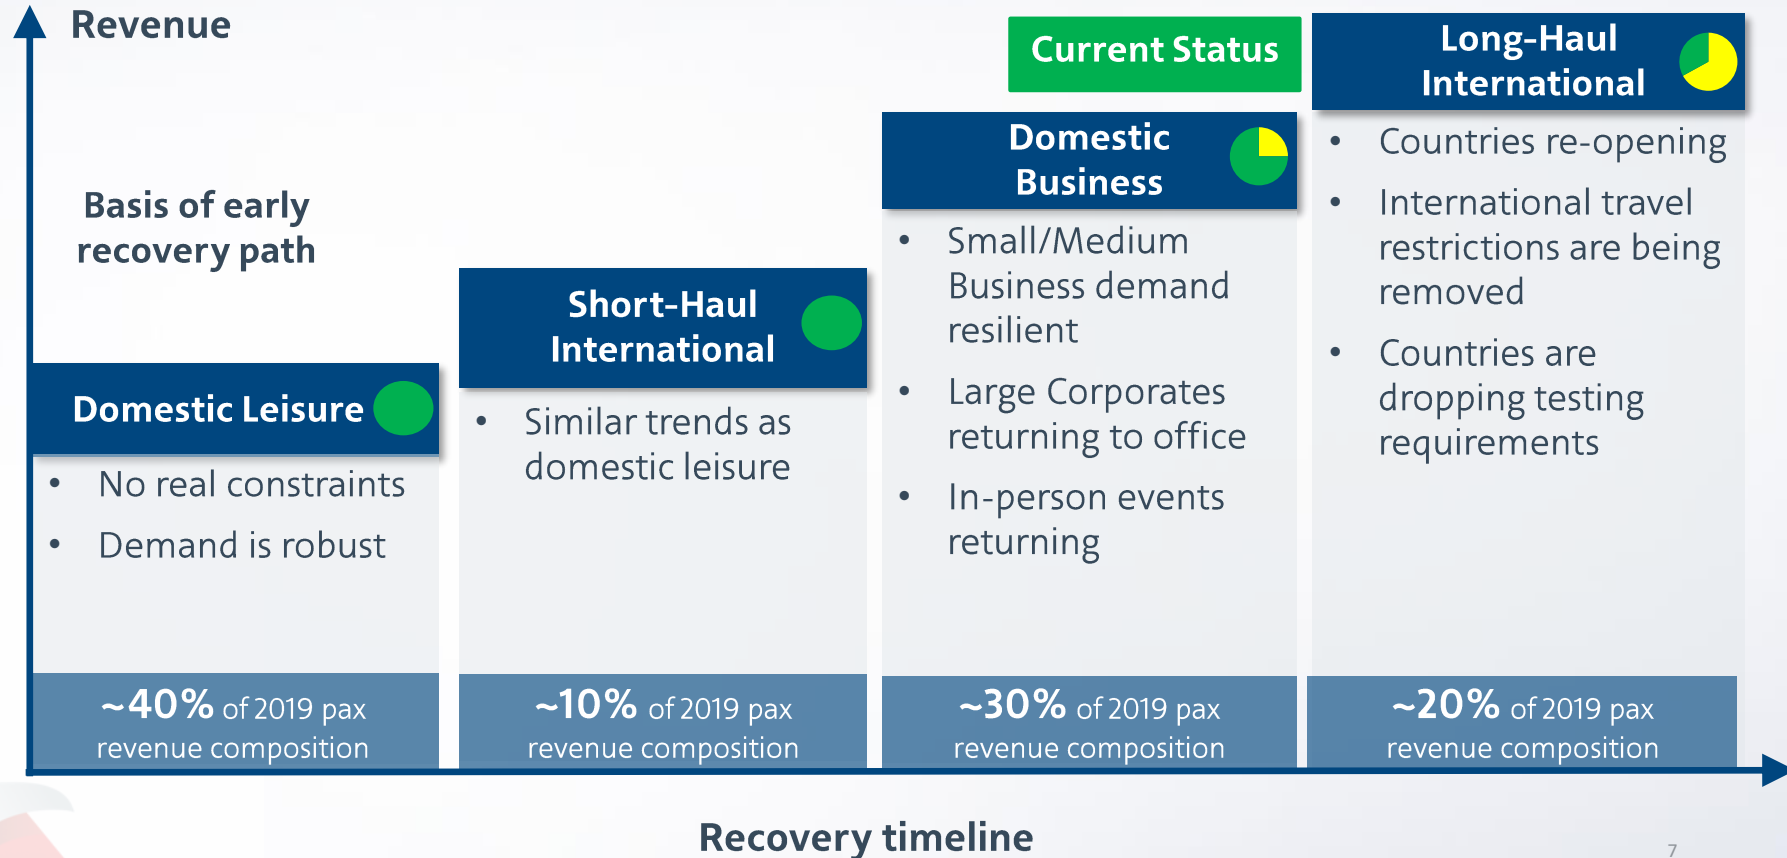 Revenue
Current Status
Long-Haul
International
• Countries re-opening
• International travel
restrictions are being
removed
• Countries are
dropping testing
requirements
Domestic
Business
• Small/Medium
Business demand
resilient
• Large Corporates
returning to office
• In-person events
returning
Basis of early
recovery path
Short-Haul
International
• Similar trends as
domestic leisure
Domestic Leisure
• No real constraints
• Demand is robust
~40% of 2019 pax
revenue composition
~10% of 2019 pax
revenue composition
~30% of 2019 pax
revenue composition
~20% of 2019 pax
revenue composition
Recovery timeline
7